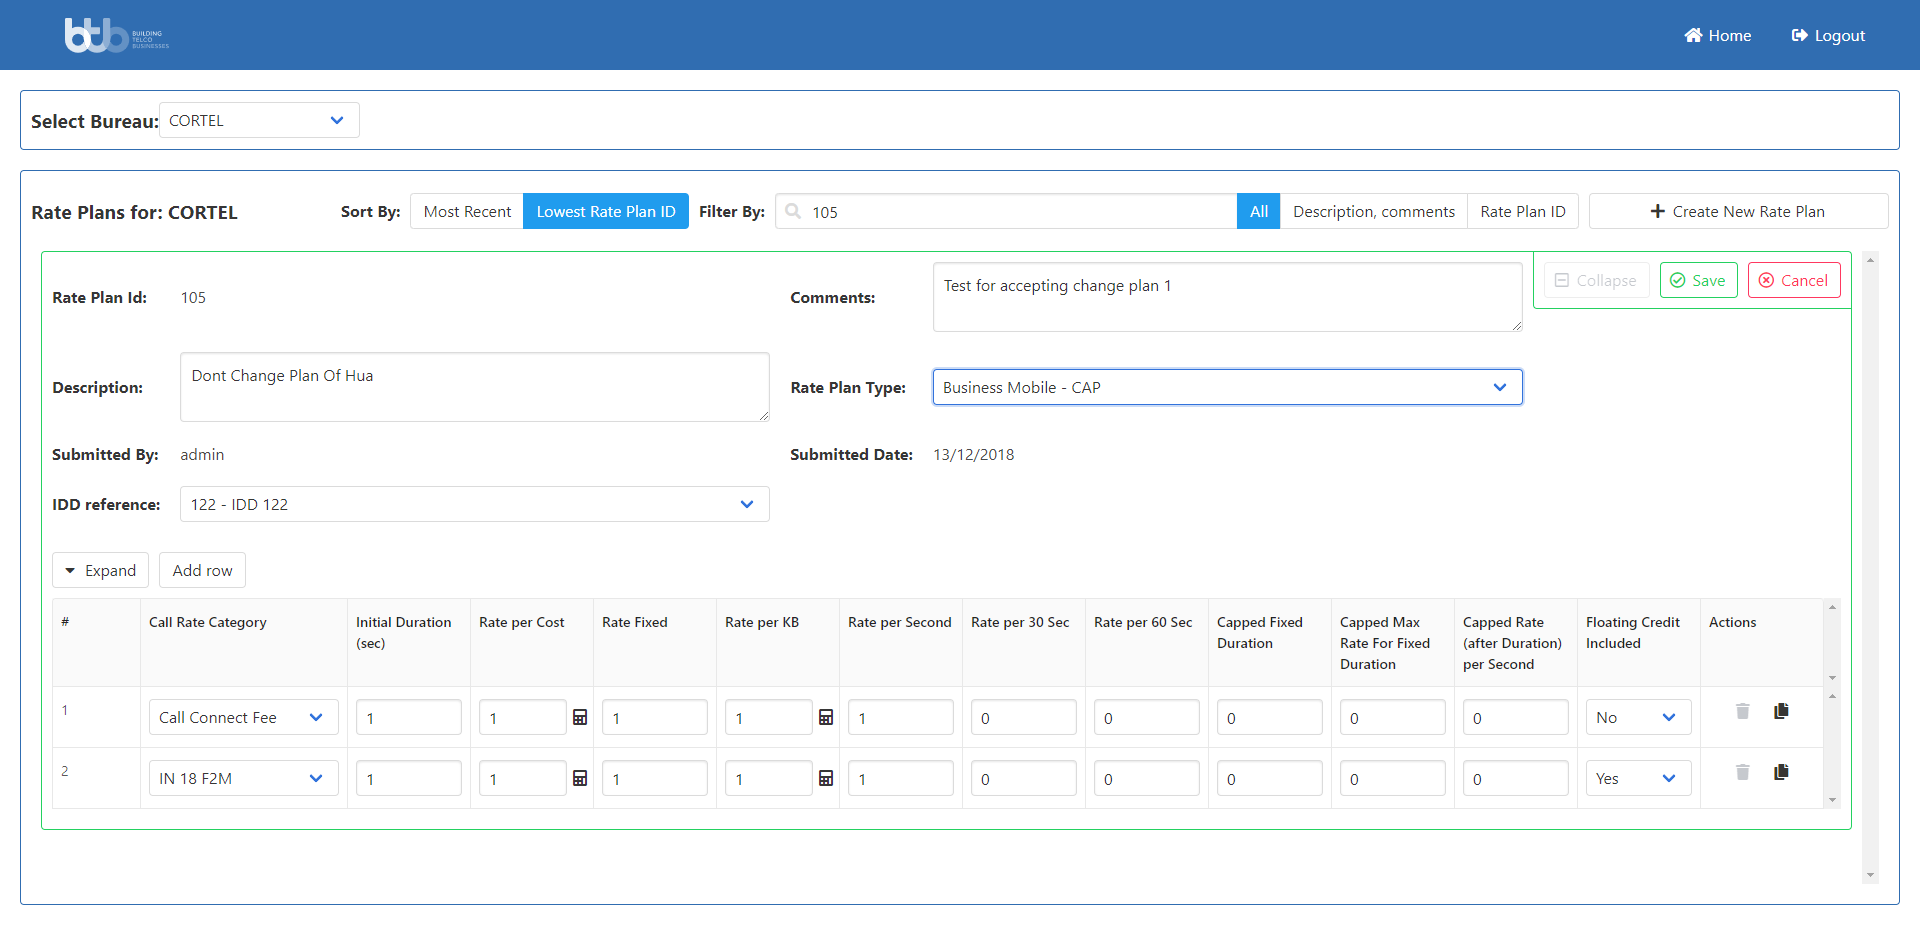 btb BUILDING
TELCO
BUSINESSES
Home
Logout
Select Bureau: CORTEL
Rate Plans for: CORTEL
Sort By: Most Recent Lowest Rate Plan ID
Filter By: 105 All Description, comments Rate Plan ID
Create New Rate Plan
Rate Plan Id: 105
Comments: Test for accepting change plan 1
Collapse Save Cancel
Description: Dont Change Plan Of Hua
Rate Plan Type: Business Mobile - CAP
Submitted By: admin
Submitted Date: 13/12/2018
IDD reference: 122 - IDD 122
Expand Add row
# Call Rate Category Initial Duration Rate per Cost Rate Fixed Rate per KB Rate per Second Rate per 30 Sec Rate per 60 Sec Capped Fixed Capped Max Capped Rate Floating Credit Actions
(sec) Duration Rate For Fixed (after Duration) Included
Duration per Second
1 Call Connect Fee 1 1 1 1 1 0 0 0 0 0 No
2 IN 18 F2M 1 1 1 1 1 0 0 0 0 0 Yes